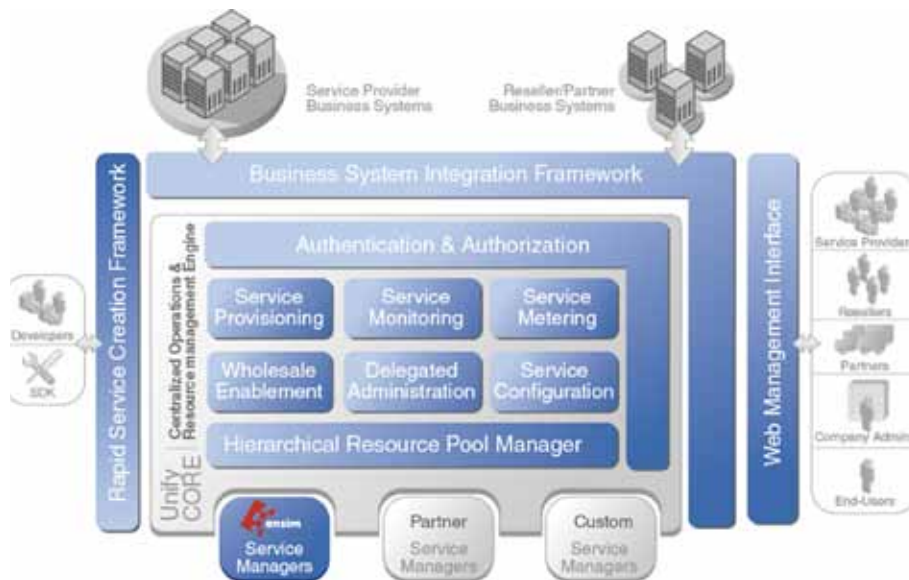 Service Provider
Business Systems
Reseller/Partner
Business Systems
Business System Integration Framework
Rapid Service Creation Framework
Web Management Interface
Centralized Operations &
Resource management Engine
Unify
CORE
Authentication & Authorization
Service
Provisioning
Service
Monitoring
Service
Metering
Wholesale
Enablement
Delegated
Administration
Service
Configuration
Hierarchical Resource Pool Manager
ensim
Service
Managers
Partner
Service
Managers
Custom
Service
Managers
Developers
SDK
Service Provider
Resellers
Partners
Company Admin
End-Users